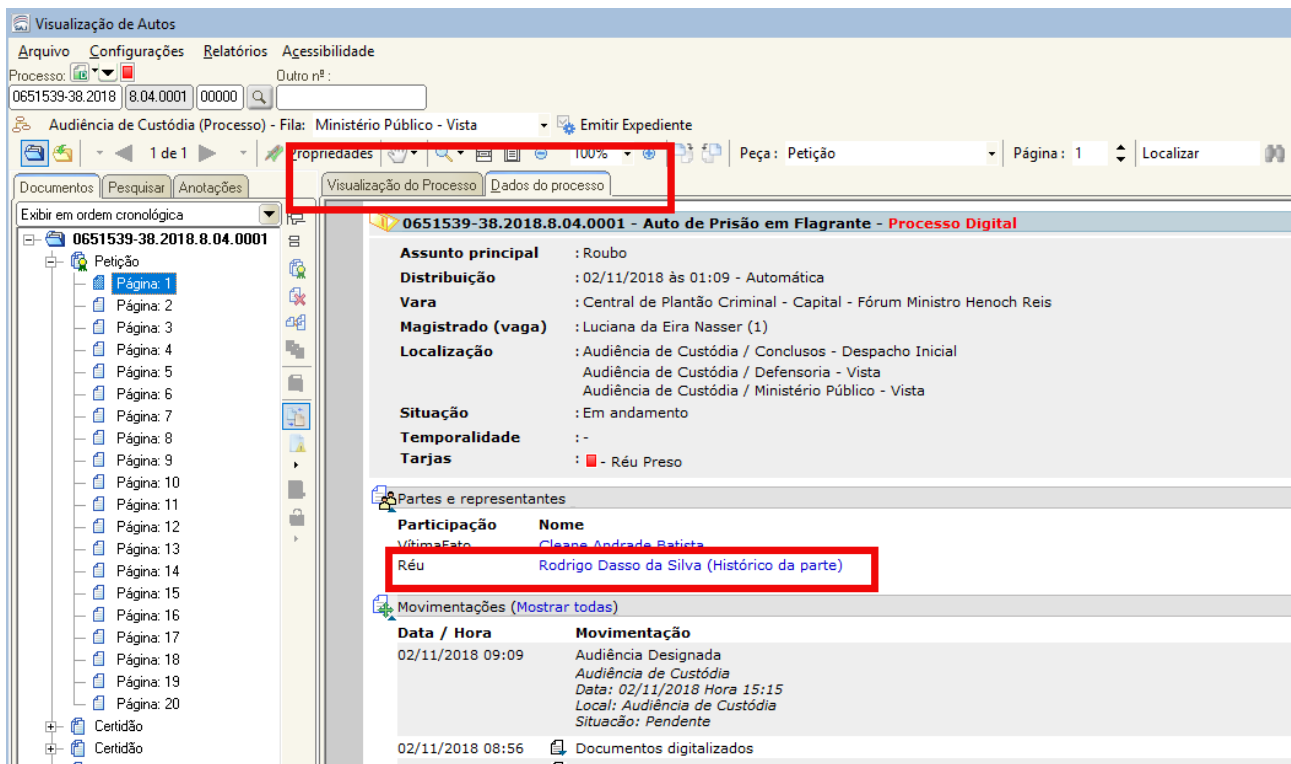 Visualização de Autos
Arquivo Configurações Relatórios Acessibilidade
Processo:
Outro nº :
0651539-38.2018 8.04.0001 00000
Audiência de Custódia (Processo) - Fila: Ministério Público - Vista Emitir Expediente
1 de 1 Propriedades 100% Peça : Petição Página : 1 Localizar
Documentos Pesquisar Anotações
Visualização do Processo Dados do processo
Exibir em ordem cronológica
0651539-38.2018.8.04.0001
Petição
Página: 1
Página: 2
Página: 3
Página: 4
Página: 5
Página: 6
Página: 7
Página: 8
Página: 9
Página: 10
Página: 11
Página: 12
Página: 13
Página: 14
Página: 15
Página: 16
Página: 17
Página: 18
Página: 19
Página: 20
Certidão
Certidão
0651539-38.2018.8.04.0001 - Auto de Prisão em Flagrante - Processo Digital
Assunto principal : Roubo
Distribuição : 02/11/2018 às 01:09 - Automática
Vara : Central de Plantão Criminal - Capital - Fórum Ministro Henoch Reis
Magistrado (vaga) : Luciana da Eira Nasser (1)
Localização : Audiência de Custódia / Conclusos - Despacho Inicial
Audiência de Custódia / Defensoria - Vista
Audiência de Custódia / Ministério Público - Vista
Situação : Em andamento
Temporalidade : -
Tarjas : - Réu Preso
Partes e representantes
Participação Nome
VítimaFato Cleane Andrade Batista
Réu Rodrigo Dasso da Silva (Histórico da parte)
Movimentações (Mostrar todas)
Data / Hora Movimentação
02/11/2018 09:09 Audiência Designada
Audiência de Custódia
Data: 02/11/2018 Hora 15:15
Local: Audiência de Custódia
Situacão: Pendente
02/11/2018 08:56 Documentos digitalizados